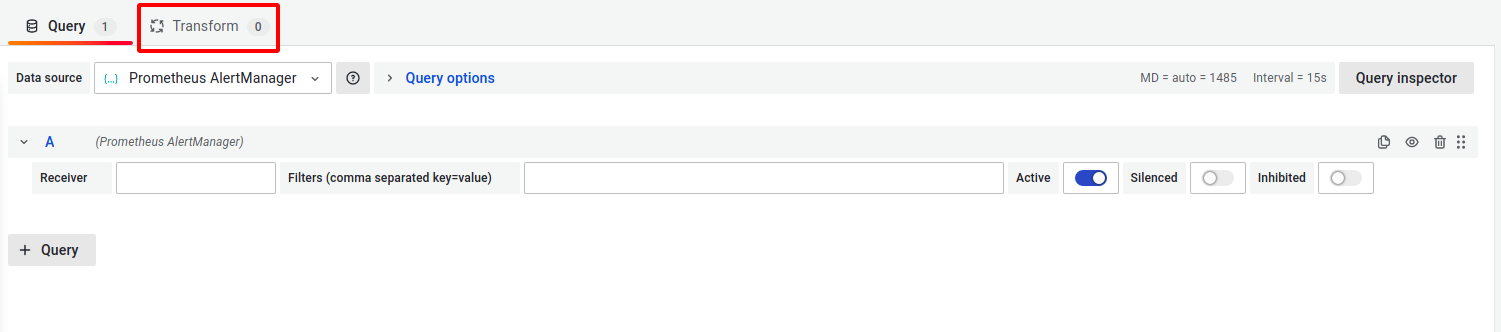 Query 1 Transform 0
Data source {...} Prometheus AlertManager Query options MD = auto = 1485 Interval = 15s Query inspector
A (Prometheus AlertManager)
Receiver Filters (comma separated key=value) Active Silenced Inhibited
+ Query